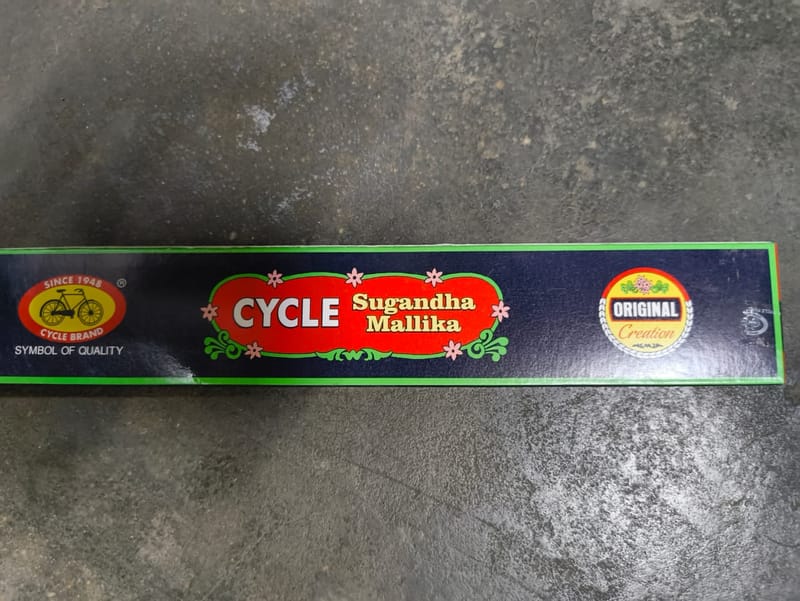 SINCE 1948
®
CYCLE BRAND
SYMBOL OF QUALITY
CYCLE Sugandha
Mallika
ORIGINAL
Creation